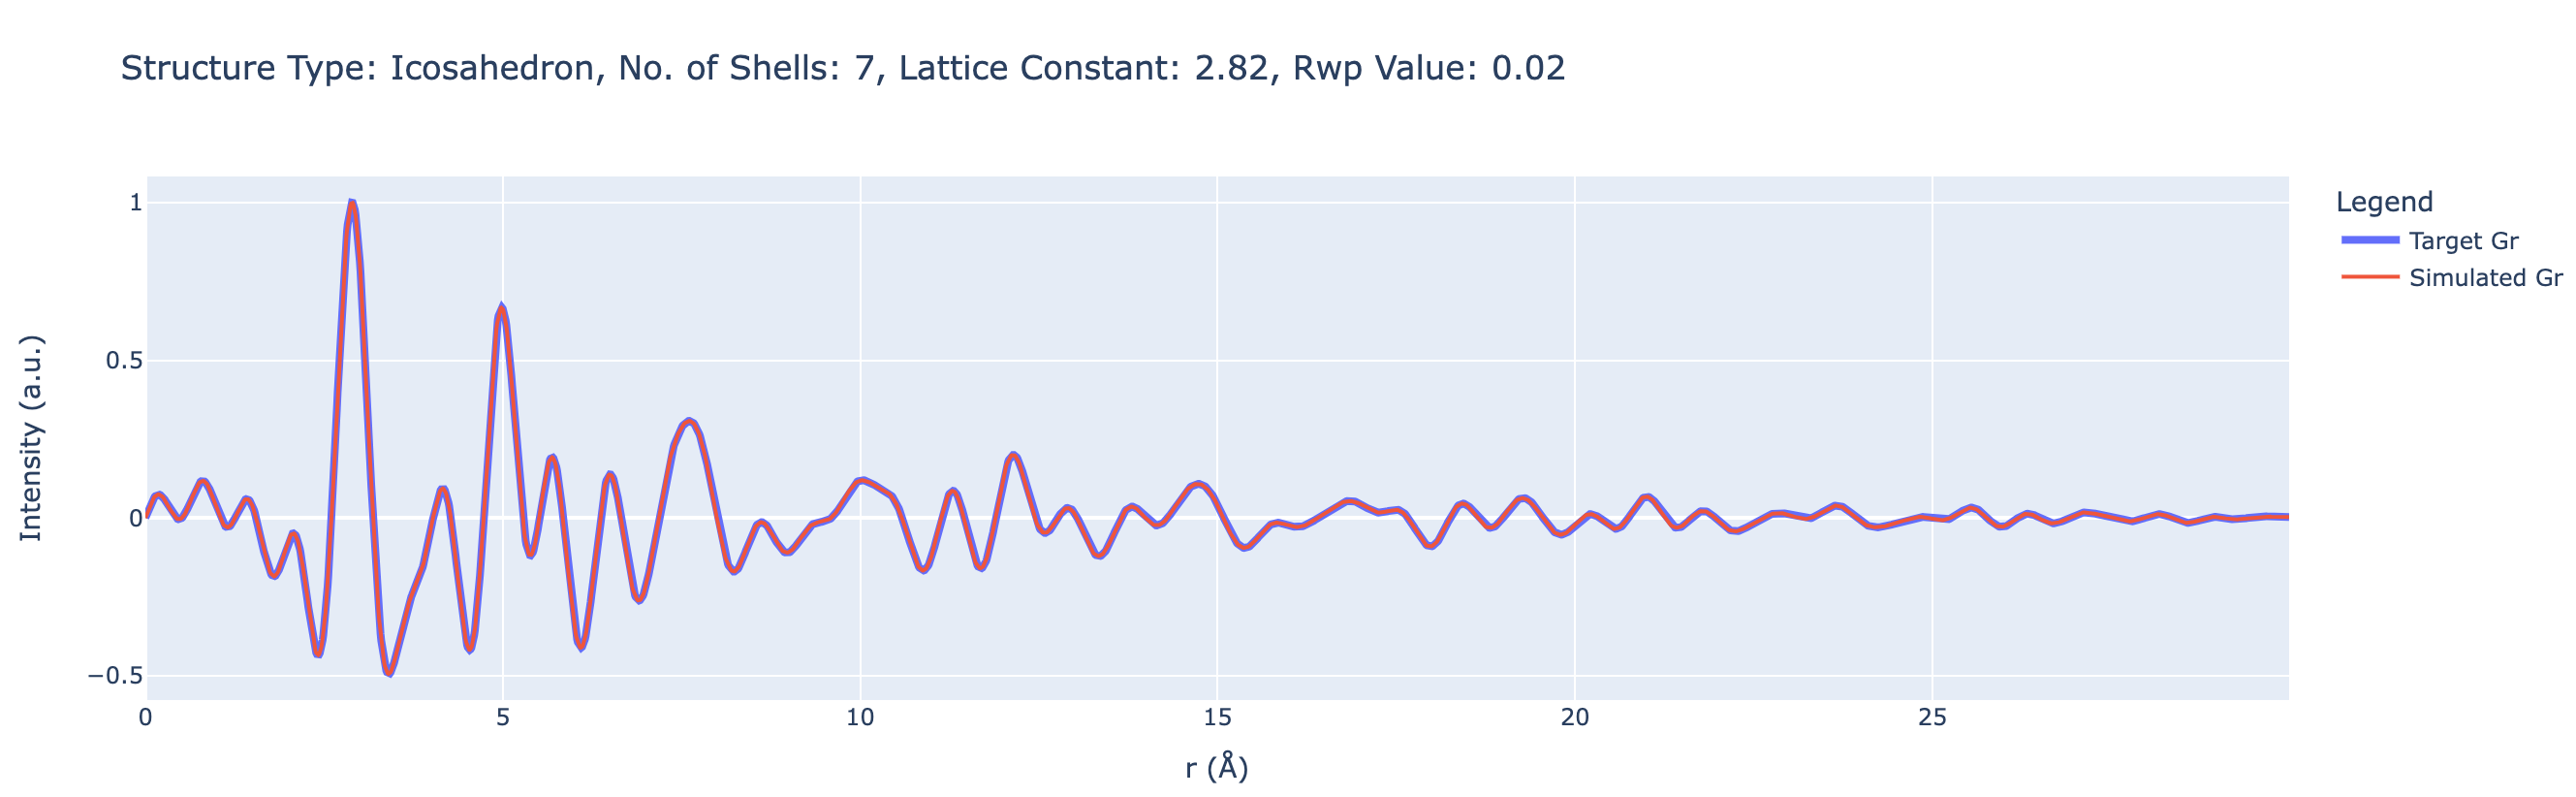 Structure Type: Icosahedron, No. of Shells: 7, Lattice Constant: 2.82, Rwp Value: 0.02
Legend
Target Gr
Simulated Gr
Intensity (a.u.)
1
0.5
0
−0.5
0
5
10
15
20
25
r (Å)